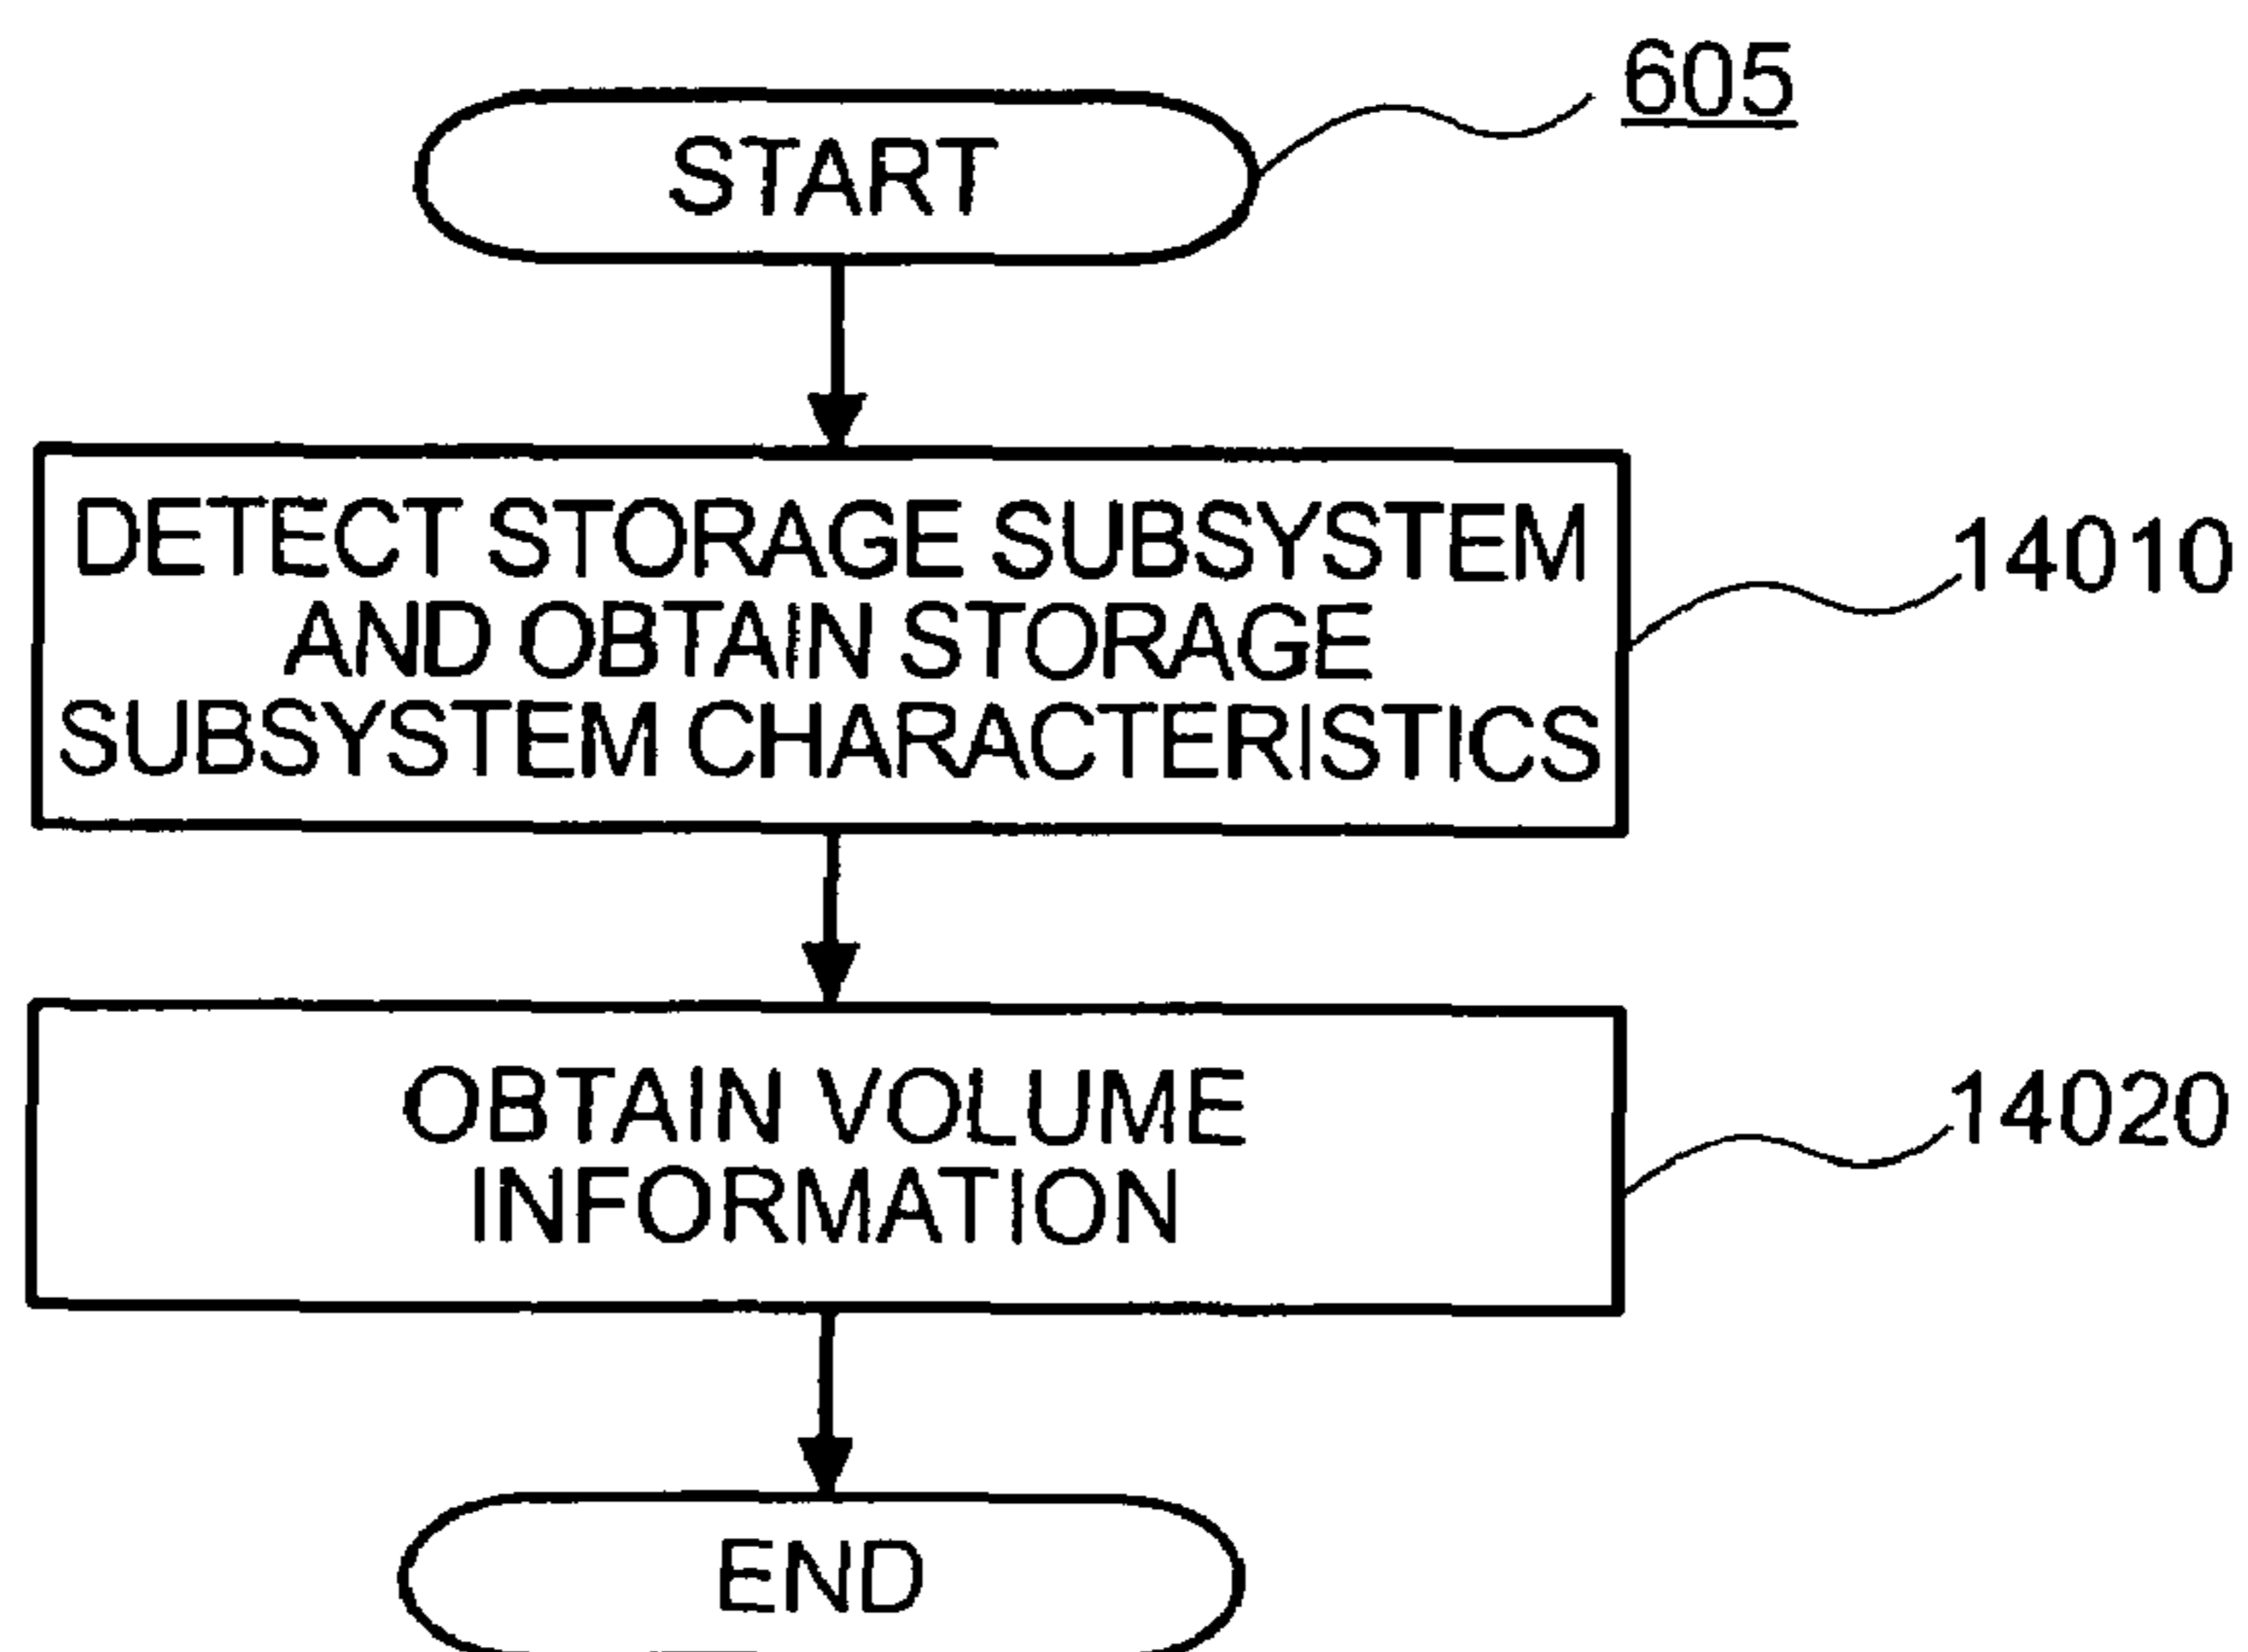 605
START
DETECT STORAGE SUBSYSTEM
AND OBTAIN STORAGE
SUBSYSTEM CHARACTERISTICS
14010
OBTAIN VOLUME
INFORMATION
14020
END